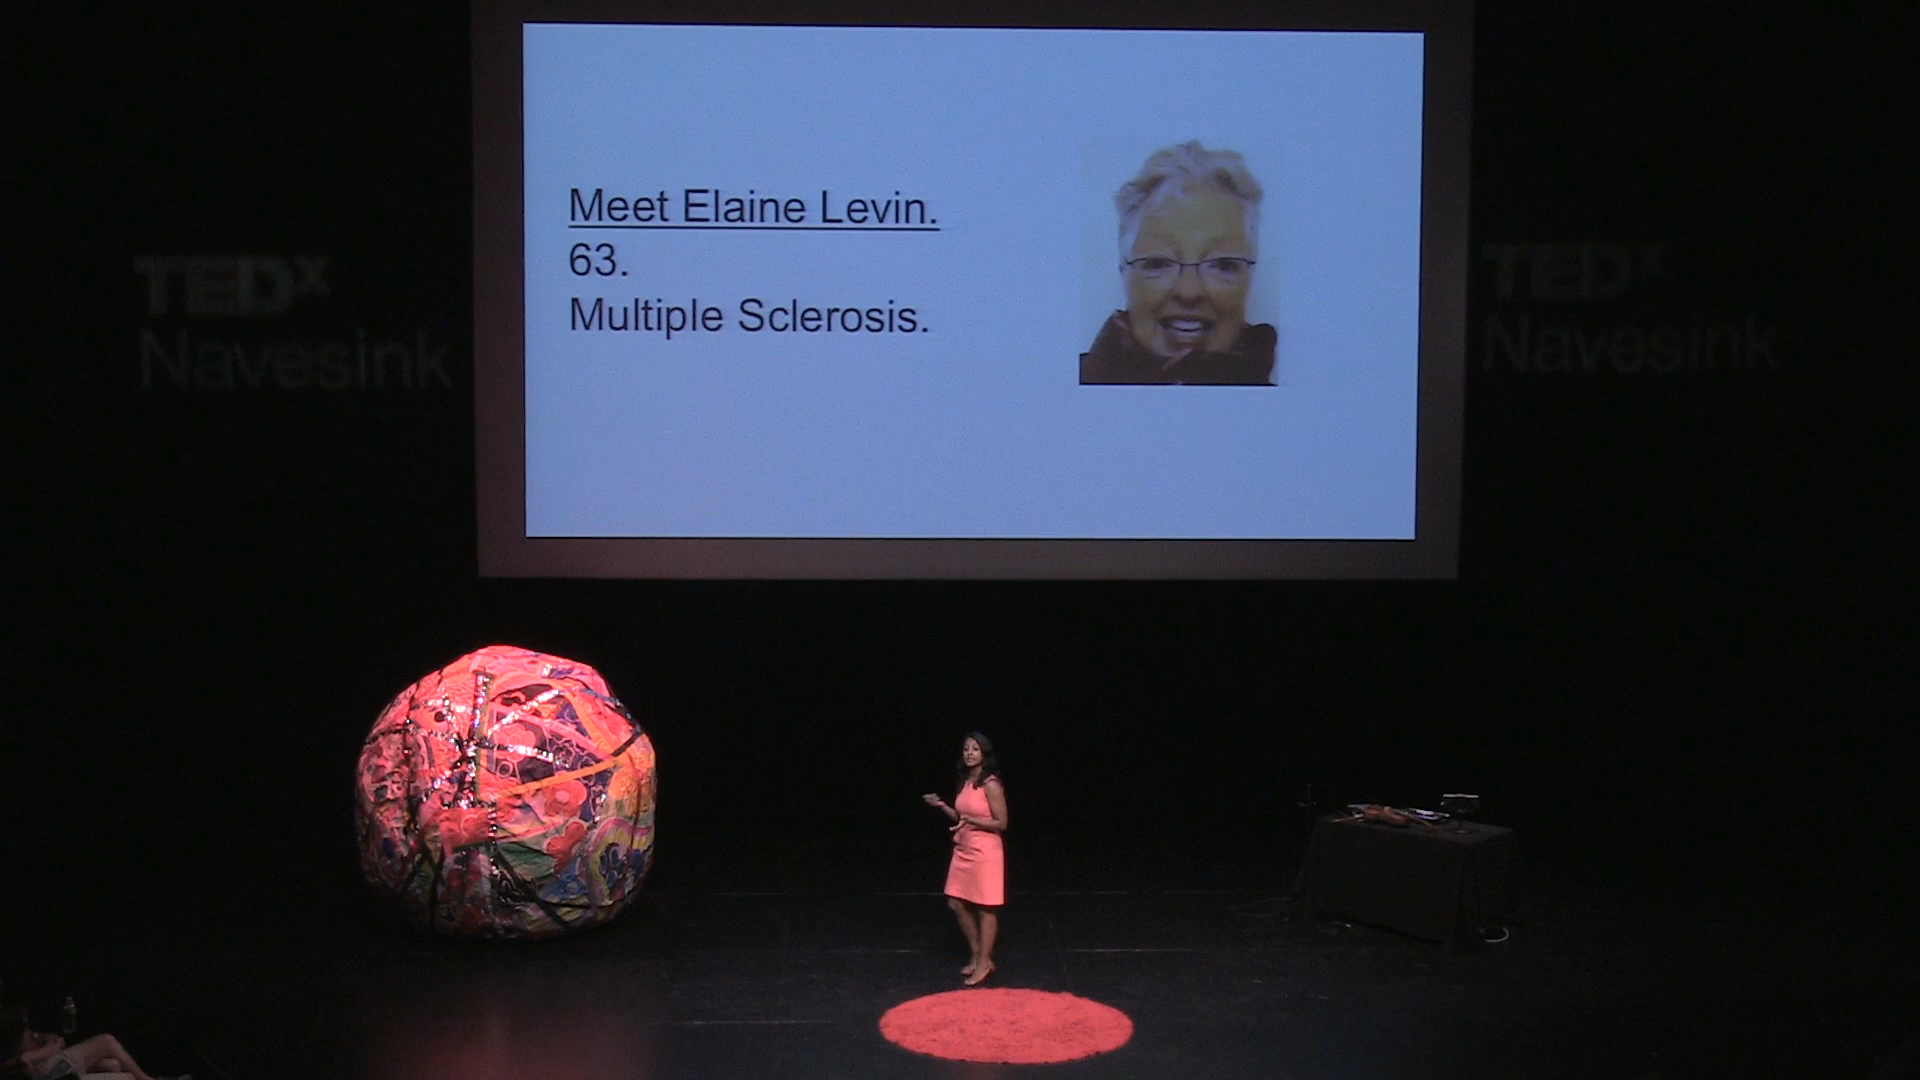 Meet Elaine Levin.
63.
Multiple Sclerosis.
TEDx
Navesink
TEDx
Navesink